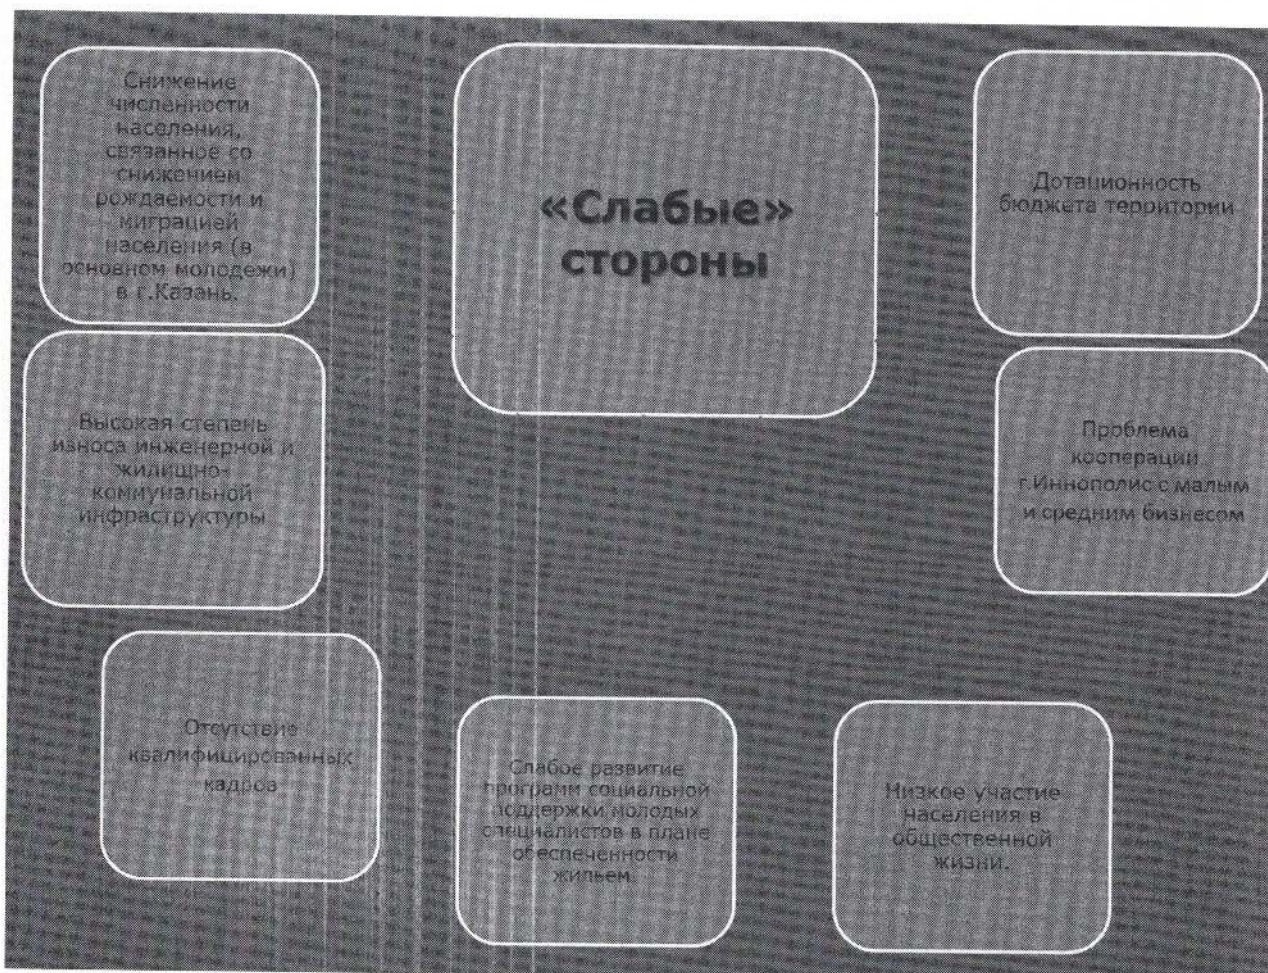 Снижение
численности
населения,
связанное со
снижением
рождаемости и
миграцией
населения (в
основном молодежи)
в г.Казань.
«Слабые»
стороны
Дотационность
бюджета территории
Высокая степень
износа инженерной и
жилищно-
коммунальной
инфраструктуры
Проблема
кооперации
г.Иннополис с малым
и средним бизнесом
Отсутствие
квалифицированных
кадров
Слабое развитие
программ социальной
поддержки молодых
специалистов в плане
обеспеченности
жильем.
Низкое участие
населения в
общественной
жизни.